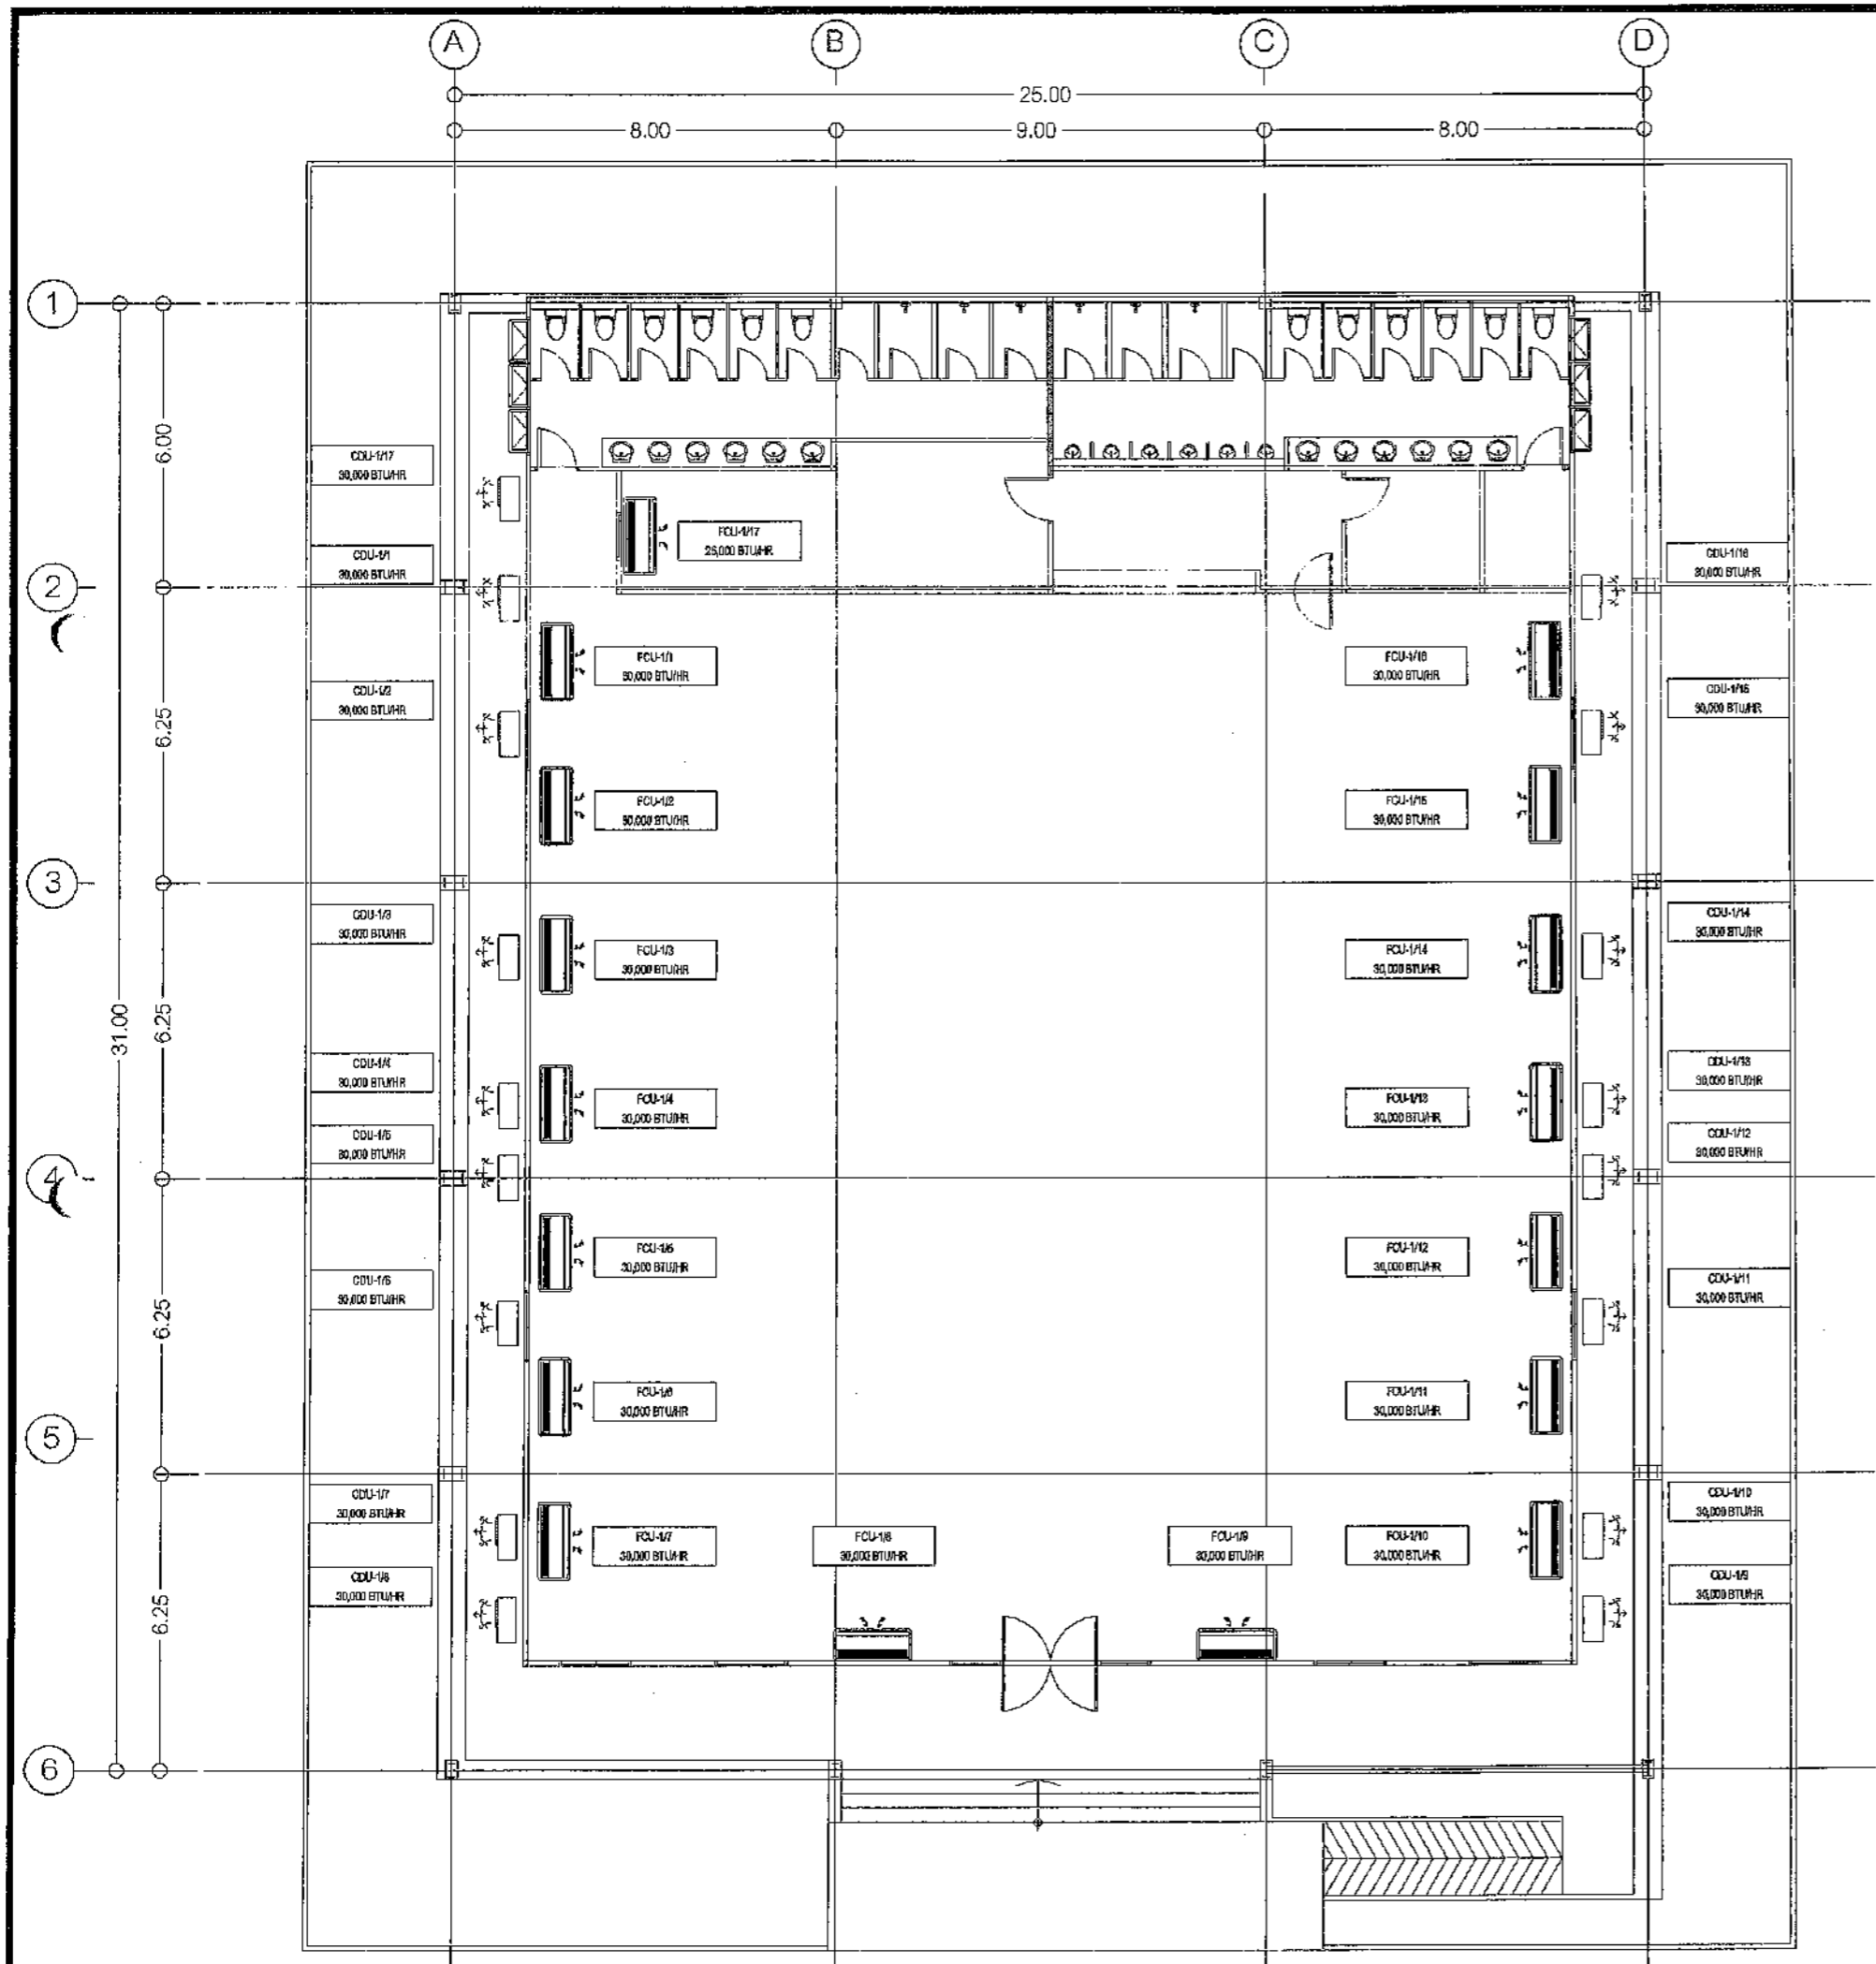 A B C D
25.00
8.00 9.00 8.00
1
6.00
CDU-1/17
30,000 BTU/HR
FCU-1/17
CDU-1/1
30,000 BTU/HR
CDU-1/16
30,000 BTU/HR
2
FCU-1/1
30,000 BTU/HR
FCU-1/16
30,000 BTU/HR
CDU-1/2
30,000 BTU/HR
CDU-1/15
30,000 BTU/HR
6.25
FCU-1/2
30,000 BTU/HR
FCU-1/15
30,000 BTU/HR
3
CDU-1/3
30,000 BTU/HR
CDU-1/14
30,000 BTU/HR
FCU-1/3
30,000 BTU/HR
FCU-1/14
30,000 BTU/HR
31.00
6.25
CDU-1/4
30,000 BTU/HR
CDU-1/13
30,000 BTU/HR
FCU-1/4
30,000 BTU/HR
FCU-1/13
30,000 BTU/HR
CDU-1/5
30,000 BTU/HR
CDU-1/12
30,000 BTU/HR
4
FCU-1/5
30,000 BTU/HR
FCU-1/12
30,000 BTU/HR
CDU-1/6
30,000 BTU/HR
CDU-1/11
30,000 BTU/HR
6.25
FCU-1/6
30,000 BTU/HR
FCU-1/11
30,000 BTU/HR
5
CDU-1/7
30,000 BTU/HR
CDU-1/10
30,000 BTU/HR
FCU-1/7
30,000 BTU/HR
FCU-1/8
30,000 BTU/HR
FCU-1/9
30,000 BTU/HR
FCU-1/10
30,000 BTU/HR
CDU-1/8
30,000 BTU/HR
CDU-1/9
30,000 BTU/HR
6.25
6